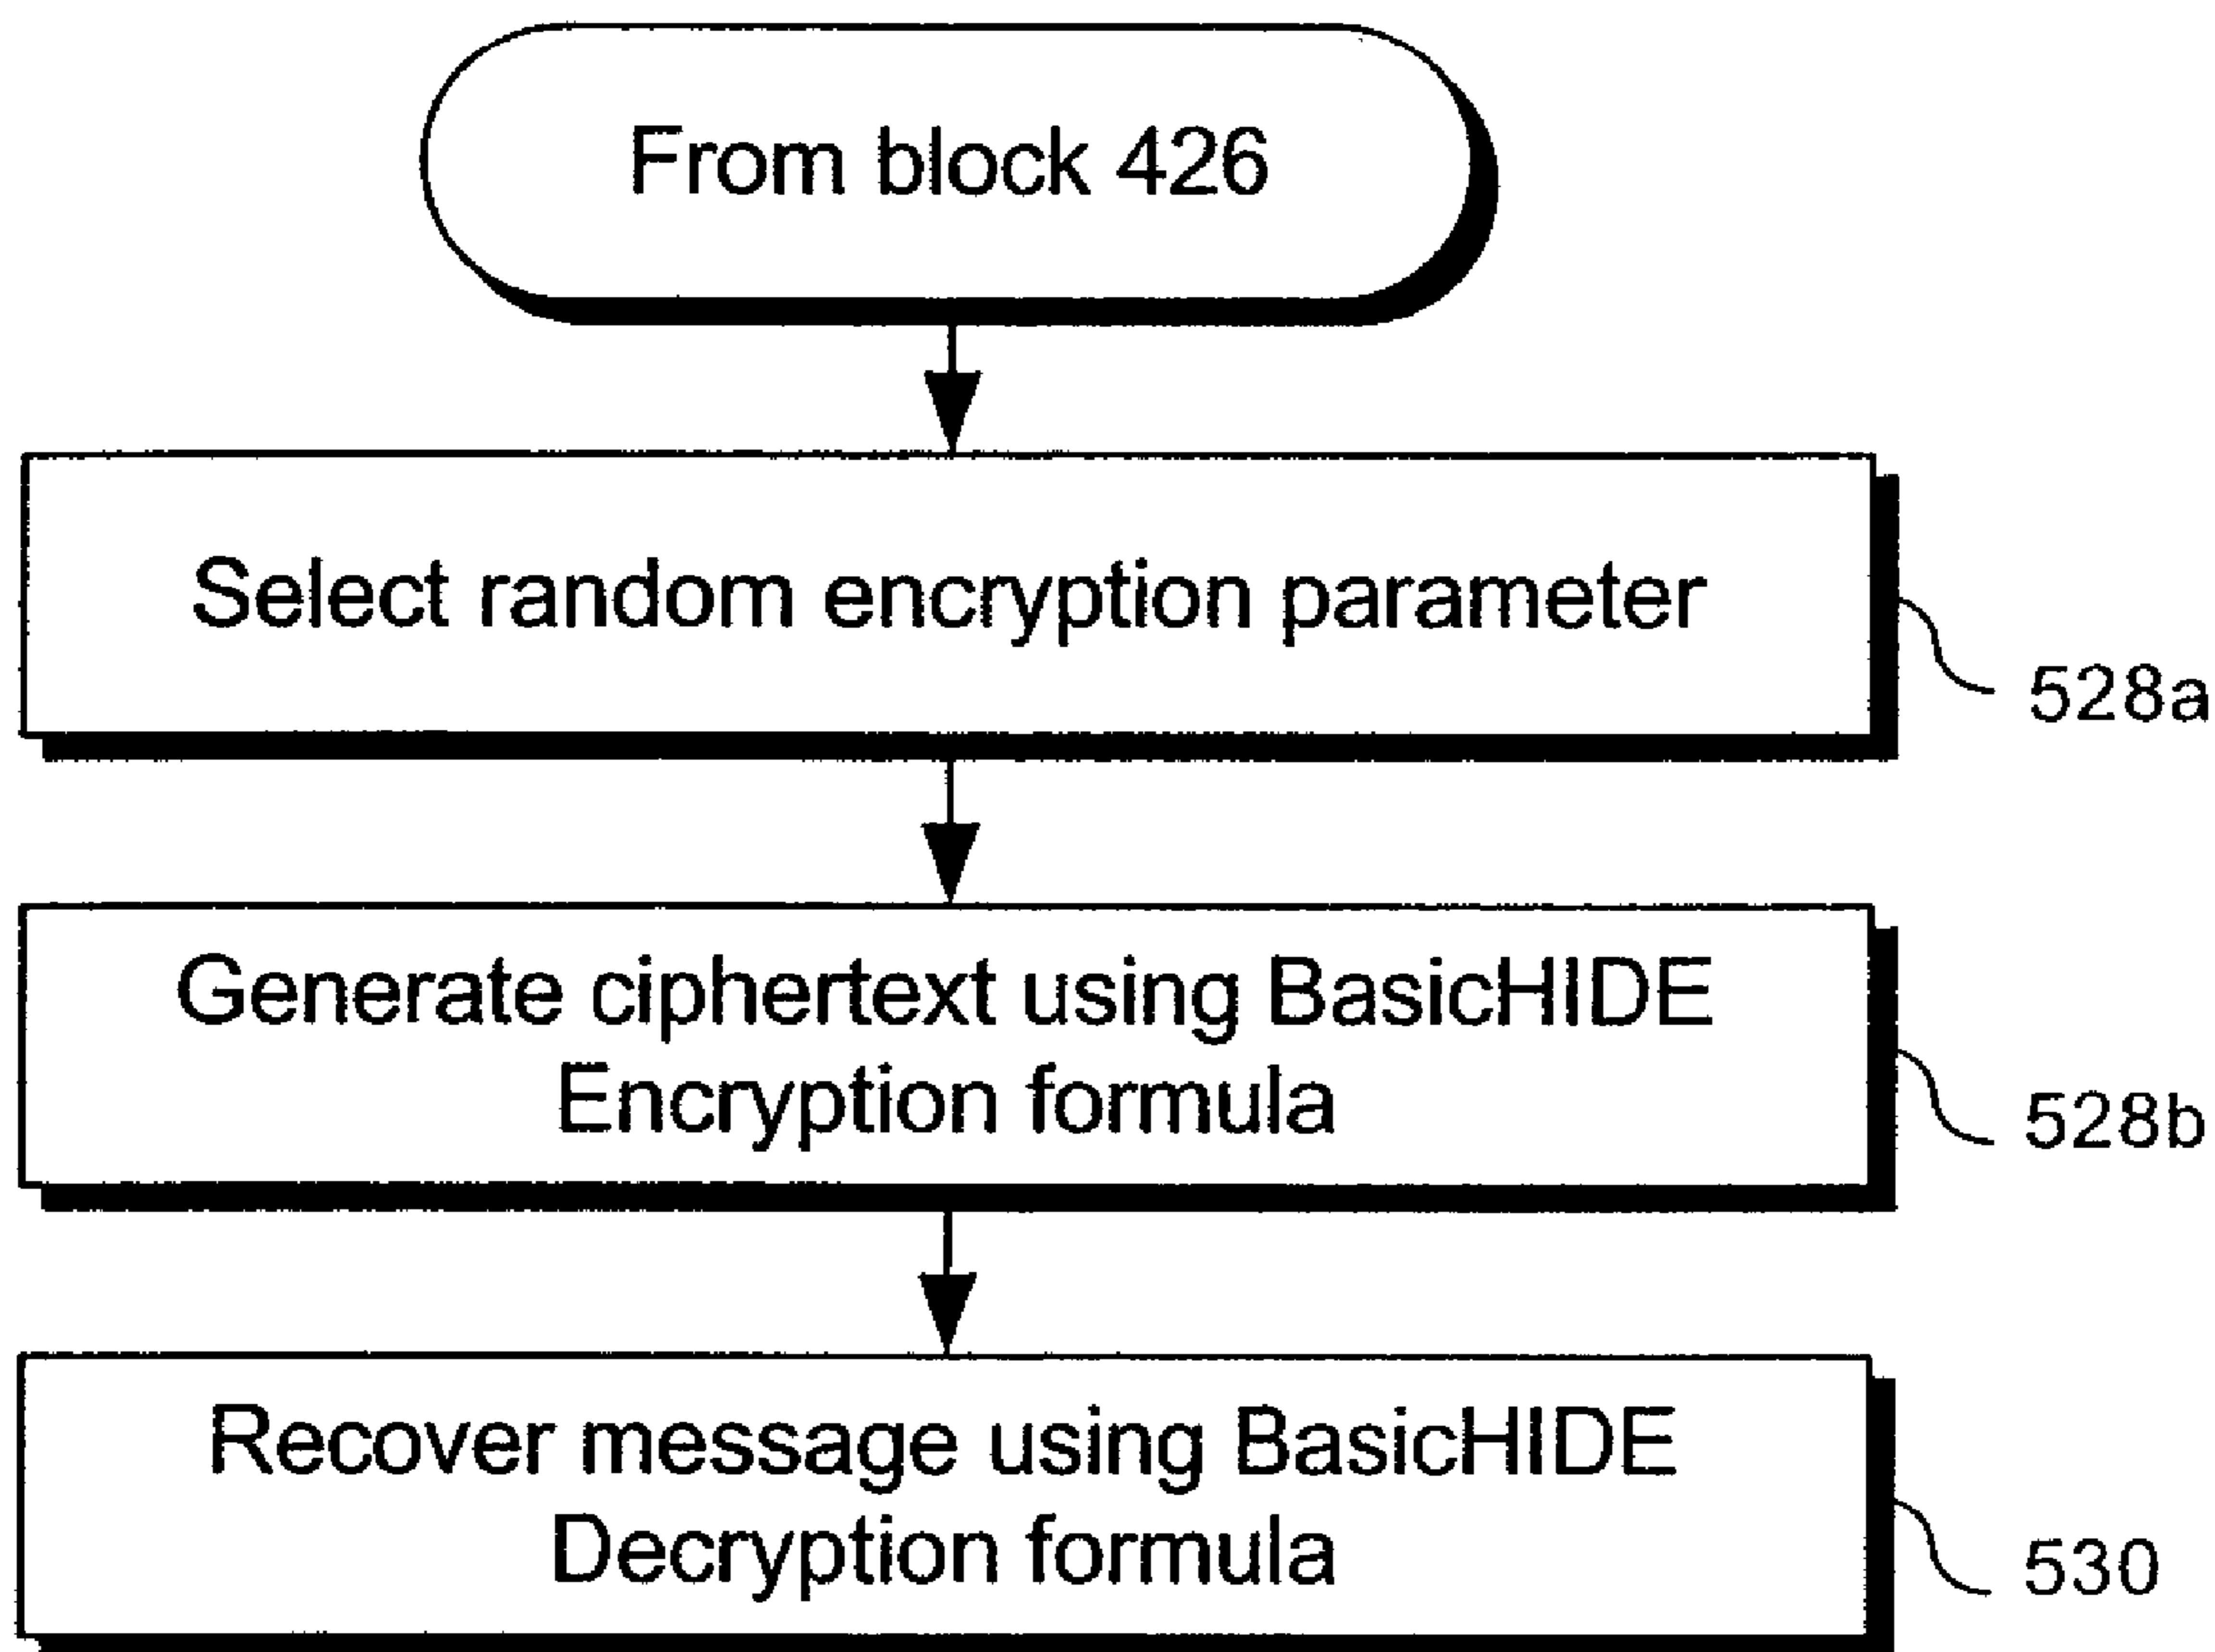 From block 426
Select random encryption parameter
528a
Generate ciphertext using BasicHIDE
Encryption formula
528b
Recover message using BasicHIDE
Decryption formula
530